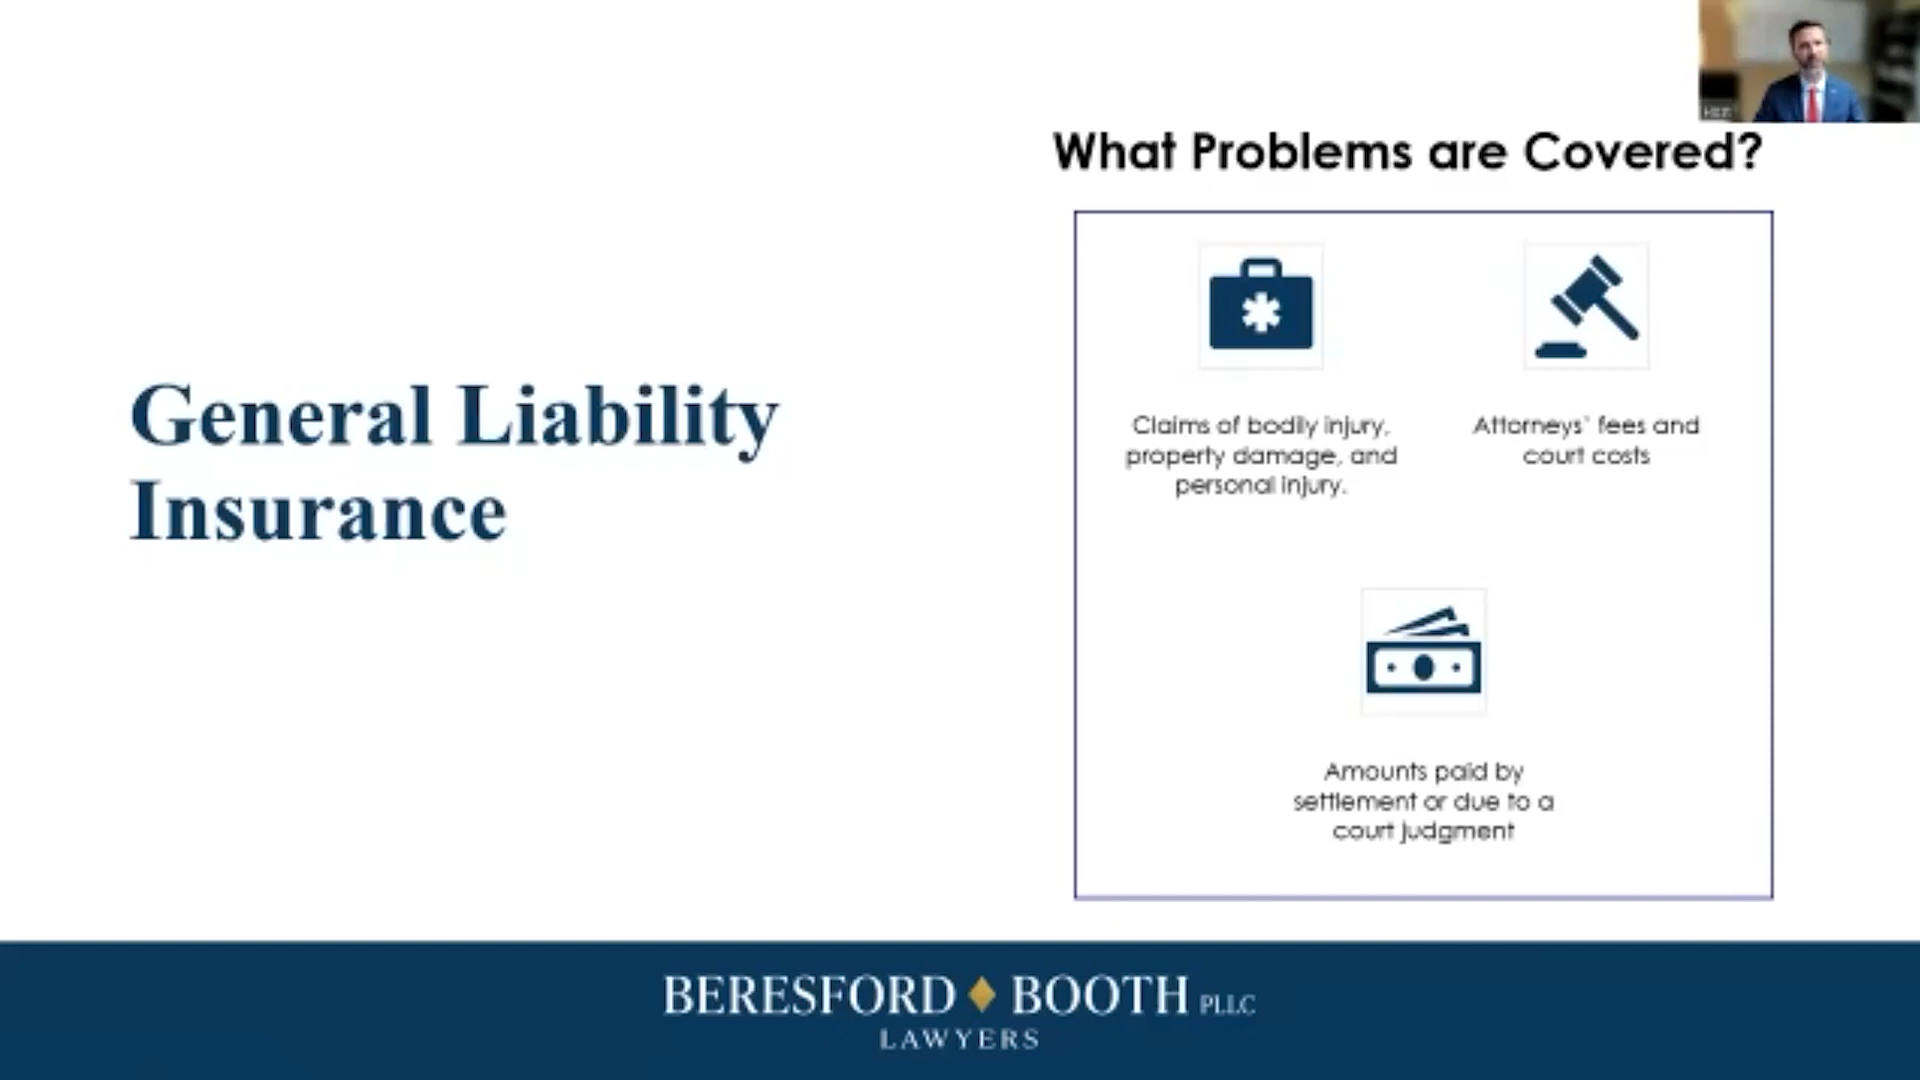 What Problems are Covered?
General Liability
Insurance
Claims of bodily injury,
property damage, and
personal injury.
Attorneys' fees and
court costs
Amounts paid by
settlement or due to a
court judgment
BERESFORD BOOTH PLLC
LAWYERS